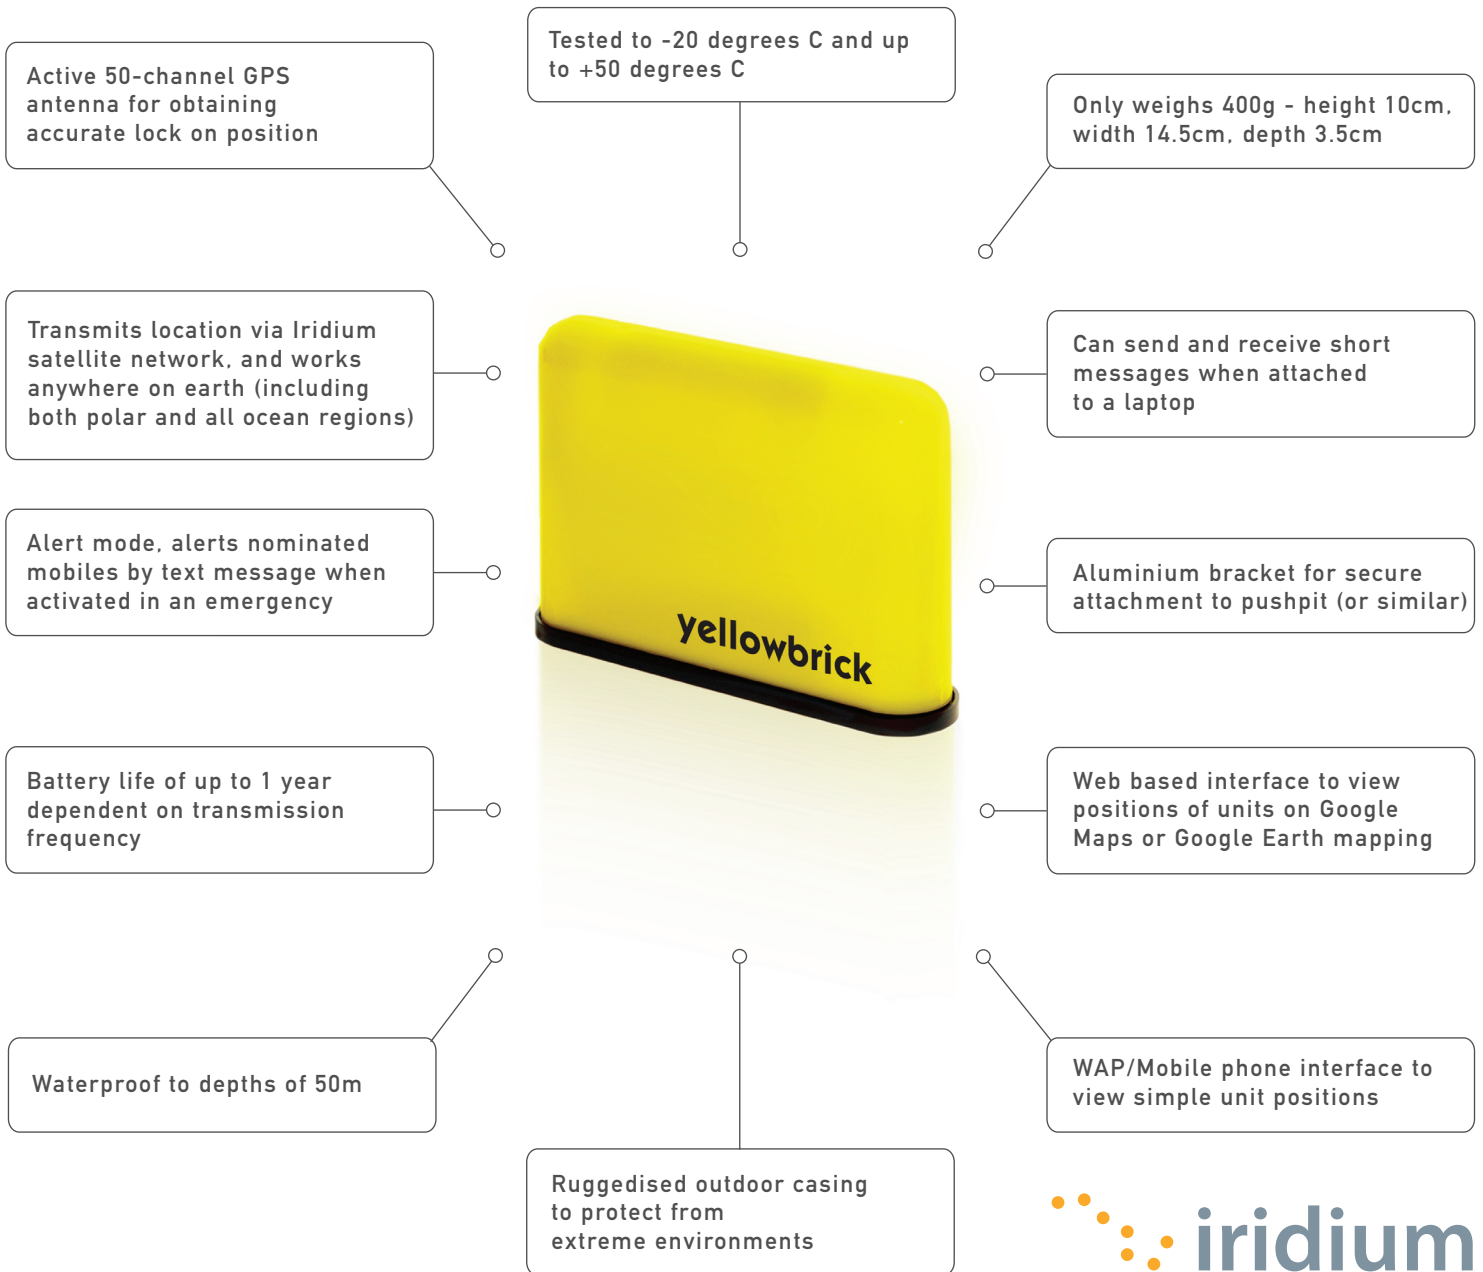 Tested to -20 degrees C and up
to +50 degrees C
Active 50-channel GPS
antenna for obtaining
accurate lock on position
Only weighs 400g - height 10cm,
width 14.5cm, depth 3.5cm
Transmits location via Iridium
satellite network, and works
anywhere on earth (including
both polar and all ocean regions)
Can send and receive short
messages when attached
to a laptop
Alert mode, alerts nominated
mobiles by text message when
activated in an emergency
Aluminium bracket for secure
attachment to pushpit (or similar)
yellowbrick
Battery life of up to 1 year
dependent on transmission
frequency
Web based interface to view
positions of units on Google
Maps or Google Earth mapping
Waterproof to depths of 50m
WAP/Mobile phone interface to
view simple unit positions
Ruggedised outdoor casing
to protect from
extreme environments
iridium